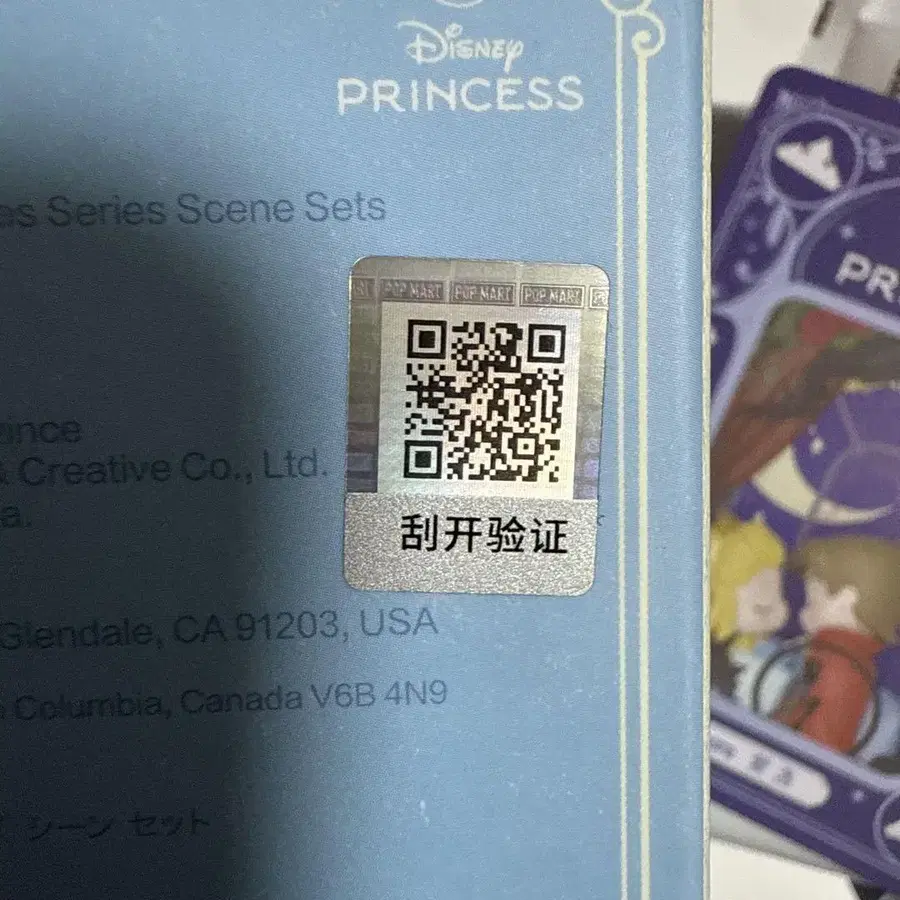 Disney
PRINCESS
es Series Scene Sets
POP MART POP MART POP MART
刮开验证
ance
& Creative Co., Ltd.
a.
Glendale, CA 91203, USA
Columbia, Canada V6B 4N9
シーン セット
PR